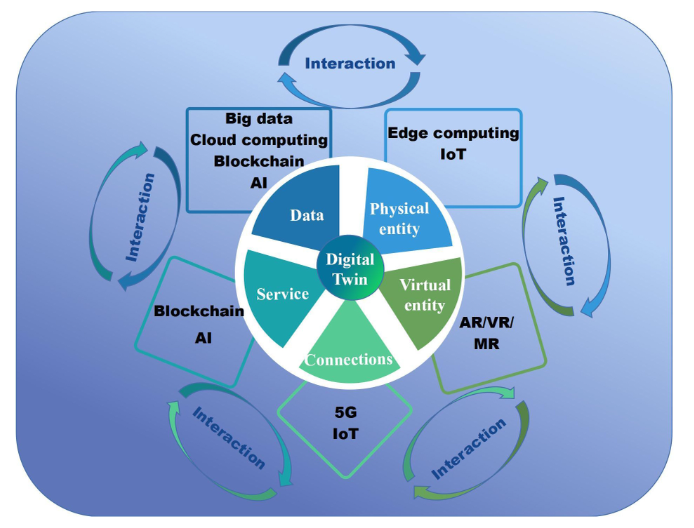 Interaction
Big data
Cloud computing
Blockchain
AI
Edge computing
IoT
Interaction
Data
Physical
entity
Interaction
Digital
Twin
Service
Virtual
entity
Blockchain
AI
AR/VR/
MR
Connections
5G
IoT
Interaction
Interaction